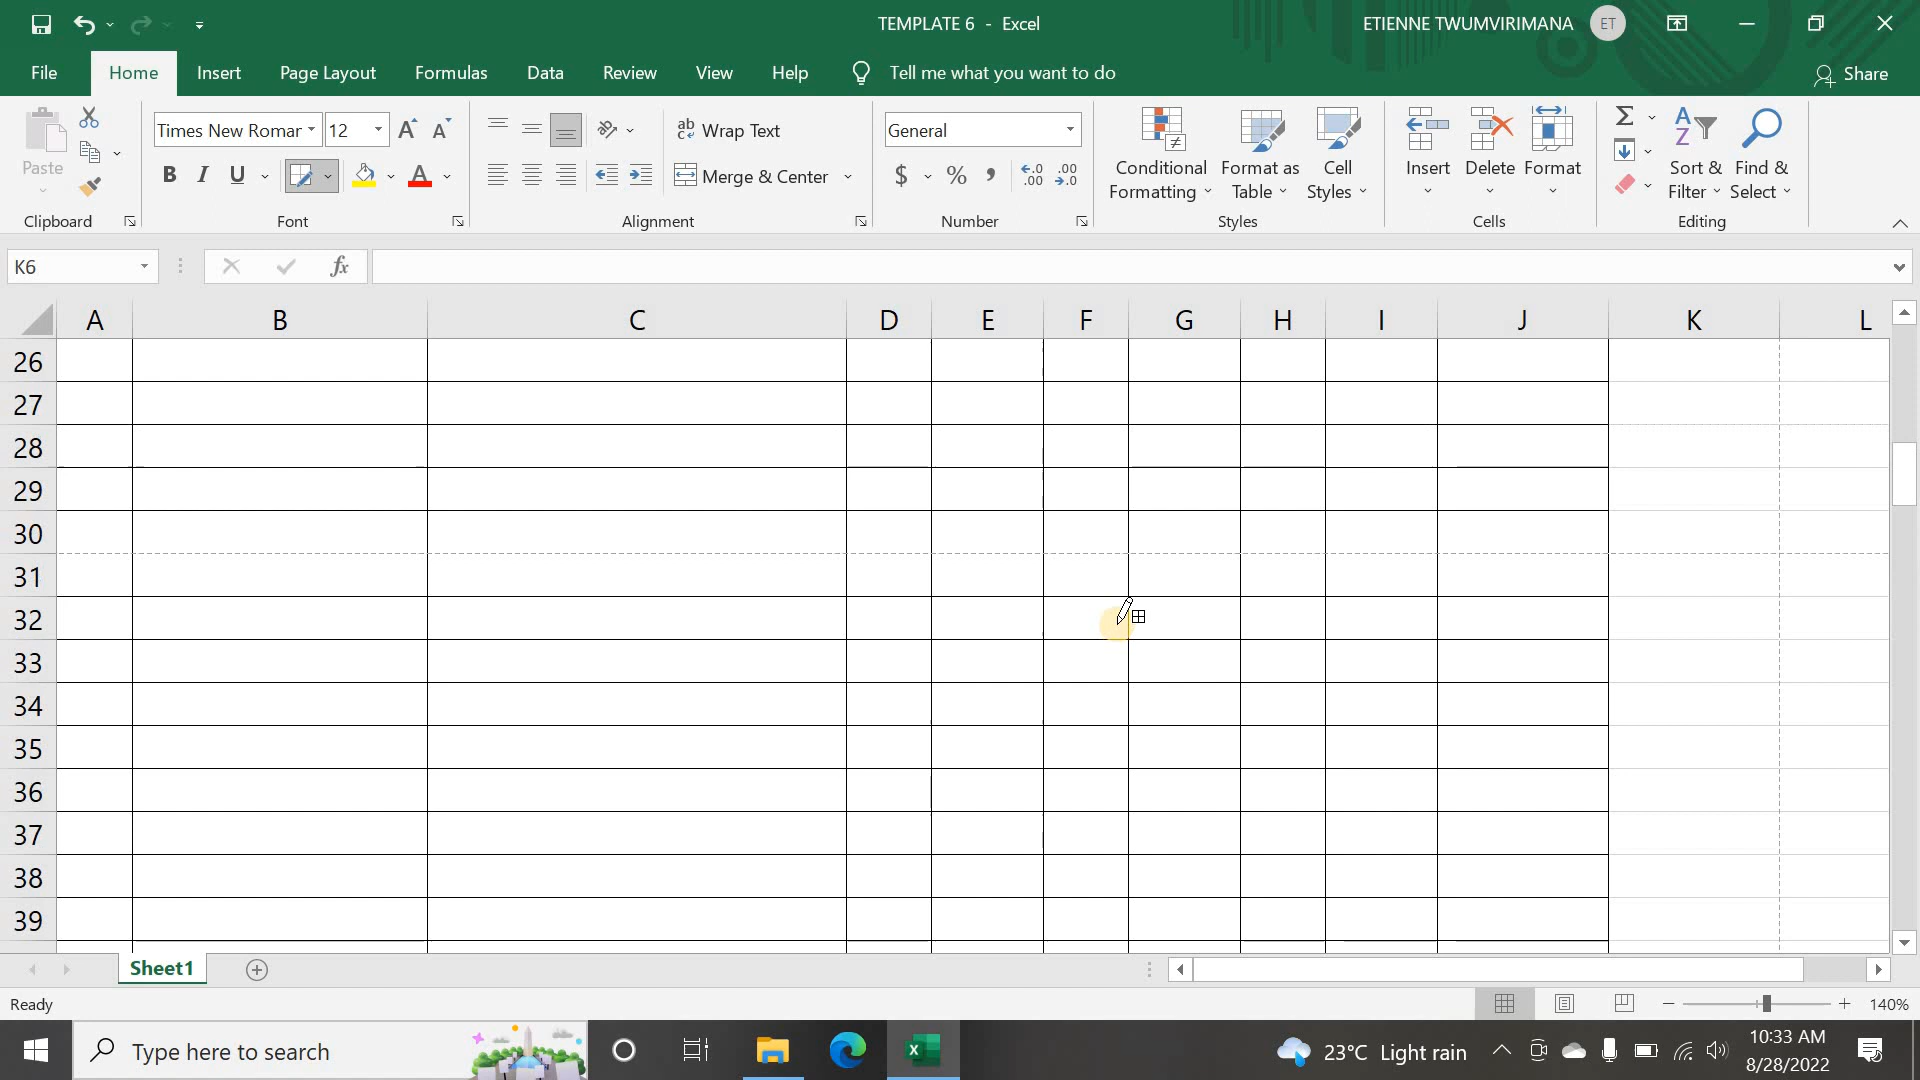 TEMPLATE 6 - Excel
ETIENNE TWUMVIRIMANA ET
File Home Insert Page Layout Formulas Data Review View Help Tell me what you want to do Share
Times New Romar 12 ab Wrap Text General
Paste Conditional Format as Cell Insert Delete Format Sort & Find &
B I U A Merge & Center $ % , Formatting Table Styles Filter Select
Clipboard Font Alignment Number Styles Cells Editing
K6 fx
A B C D E F G H I J K L
26
27
28
29
30
31
32
33
34
35
36
37
38
39
Sheet1
Ready 140%
Type here to search 23°C Light rain 10:33 AM
8/28/2022